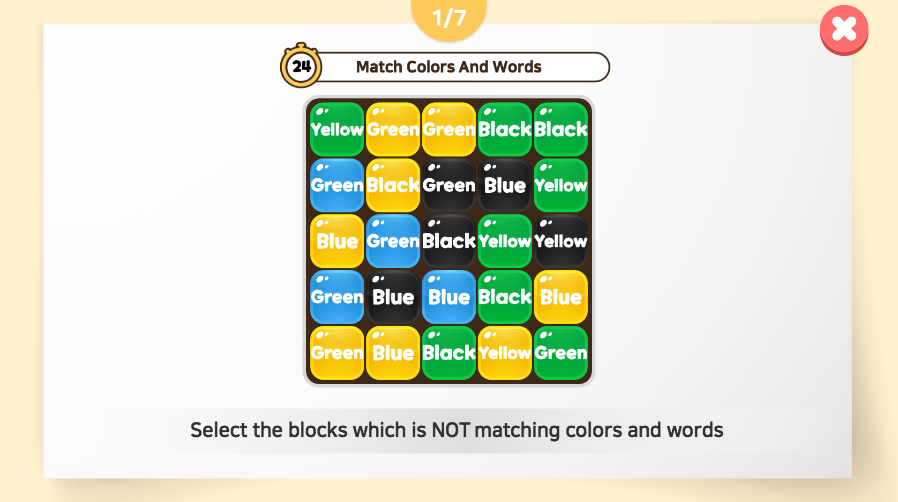 1/7
24 Match Colors And Words
Yellow Green Green Black Black
Green Black Green Blue Yellow
Blue Green Black Yellow Yellow
Green Blue Blue Black Blue
Green Blue Black Yellow Green
Select the blocks which is NOT matching colors and words